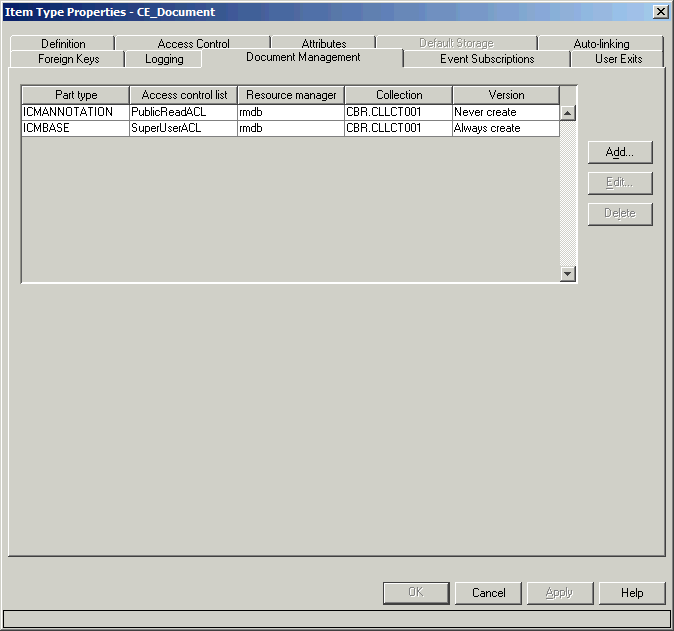 Item Type Properties - CE_Document
Definition Access Control Attributes Default Storage Auto-linking
Foreign Keys Logging Document Management Event Subscriptions User Exits
Part type Access control list Resource manager Collection Version
ICMANNOTATION PublicReadACL rmdb CBR.CLLCT001 Never create
ICMBASE SuperUserACL rmdb CBR.CLLCT001 Always create
Add...
Edit...
Delete
OK Cancel Apply Help